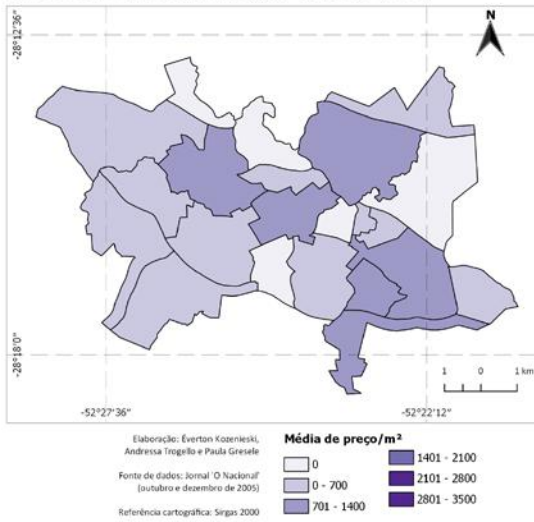 -28°12'36"
N
-28°18'0"
1 0 1 km
-52°27'36"
-52°22'12"
Elaboração: Éverton Kozenieski,
Andressa Trogello e Paula Gresele
Fonte de dados: Jornal 'O Nacional'
(outubro e dezembro de 2005)
Referência cartográfica: Sirgas 2000
Média de preço/m²
0
0 - 700
701 - 1400
1401 - 2100
2101 - 2800
2801 - 3500